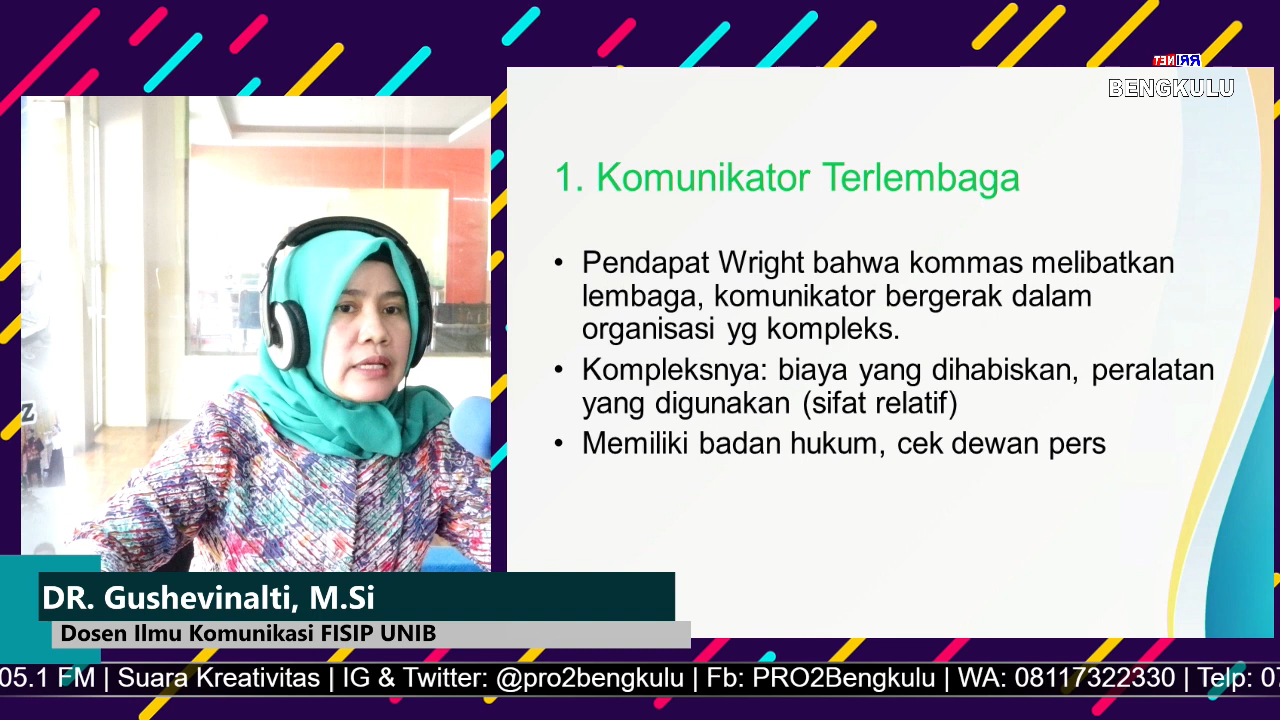 RRI NET
BENGKULU
1. Komunikator Terlembaga
• Pendapat Wright bahwa kommas melibatkan
lembaga, komunikator bergerak dalam
organisasi yg kompleks.
• Kompleksnya: biaya yang dihabiskan, peralatan
yang digunakan (sifat relatif)
• Memiliki badan hukum, cek dewan pers
DR. Gushevinalti, M.Si
Dosen Ilmu Komunikasi FISIP UNIB
05.1 FM | Suara Kreativitas | IG & Twitter: @pro2bengkulu | Fb: PRO2Bengkulu | WA: 08117322330 | Telp: 07